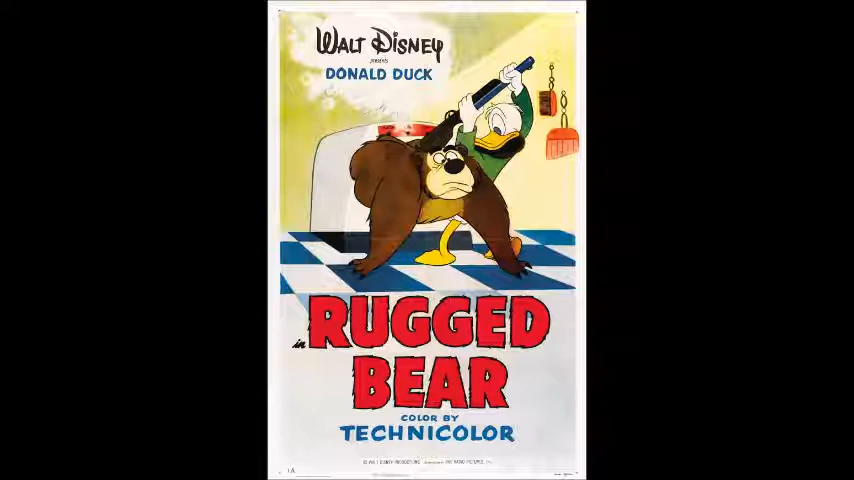 WALT DISNEY
presents
DONALD DUCK
in RUGGED
BEAR
COLOR BY
TECHNICOLOR